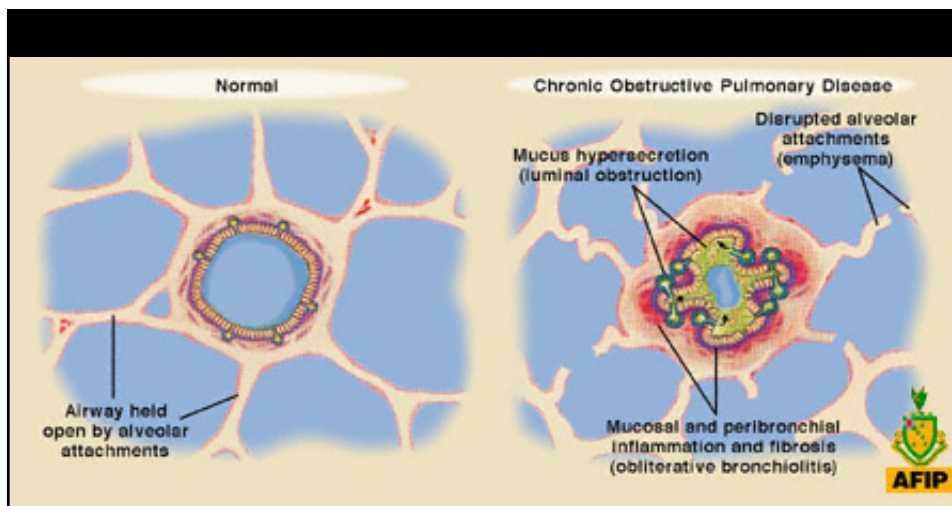 Normal
Airway held
open by alveolar
attachments
Chronic Obstructive Pulmonary Disease
Mucus hypersecretion
(luminal obstruction)
Disrupted alveolar
attachments
(emphysema)
Mucosal and peribronchial
inflammation and fibrosis
(obliterative bronchiolitis)
AFIP